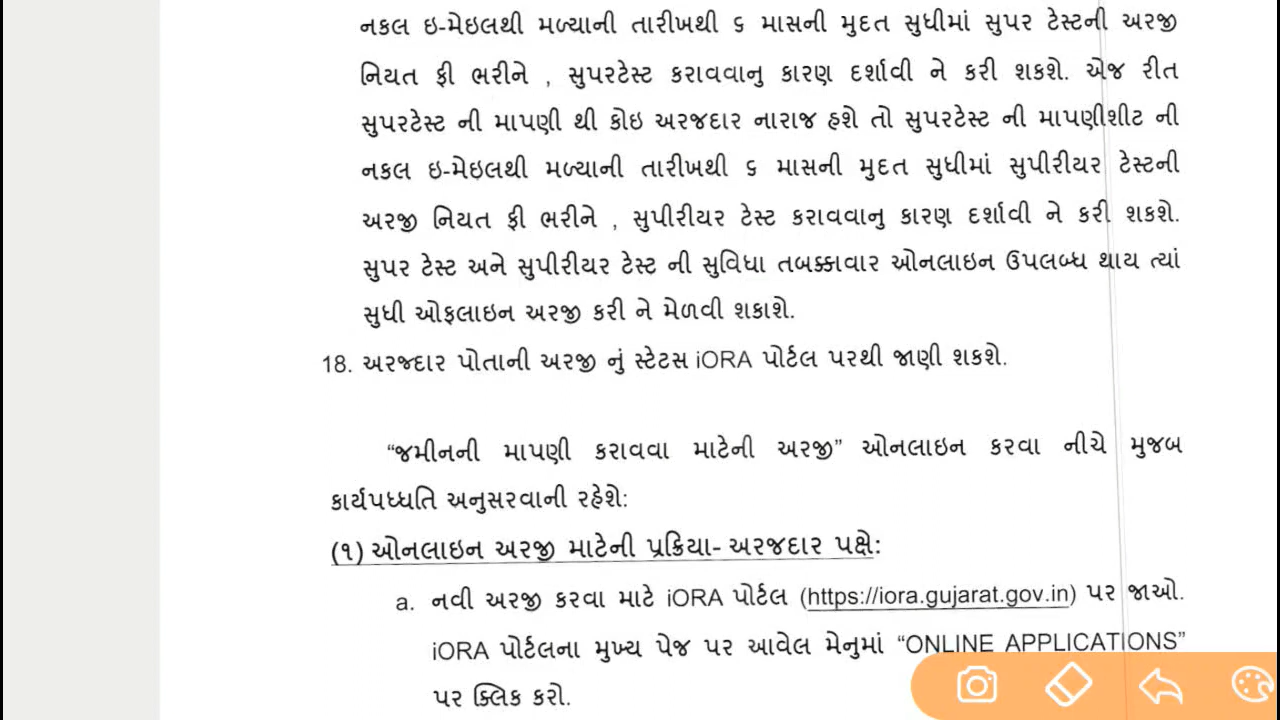 નકલ ઇ-મેઇલથી મળ્યાની તારીખથી ૬ માસની મુદત સુધીમાં સુપર ટેસ્ટની અરજી
નિયત ફી ભરીને , સુપરટેસ્ટ કરાવવાનુ કારણ દર્શાવી ને કરી શકશે. એજ રીત
સુપરટેસ્ટ ની માપણી થી કોઇ અરજદાર નારાજ હશે તો સુપરટેસ્ટ ની માપણીશીટ ની
નકલ ઇ-મેઇલથી મળ્યાની તારીખથી ૬ માસની મુદત સુધીમાં સુપીરીયર ટેસ્ટની
અરજી નિયત ફી ભરીને , સુપીરીયર ટેસ્ટ કરાવવાનુ કારણ દર્શાવી ને કરી શકશે.
સુપર ટેસ્ટ અને સુપીરીયર ટેસ્ટ ની સુવિધા તબક્કાવાર ઓનલાઇન ઉપલબ્ધ થાય ત્યાં
સુધી ઓફલાઇન અરજી કરી ને મેળવી શકાશે.
18. અરજદાર પોતાની અરજી નું સ્ટેટસ iORA પોર્ટલ પરથી જાણી શકશે.
“જમીનની માપણી કરાવવા માટેની અરજી” ઓનલાઇન કરવા નીચે મુજબ
કાર્યપધ્ધતિ અનુસરવાની રહેશે:
(૧) ઓનલાઇન અરજી માટેની પ્રક્રિયા- અરજદાર પક્ષે:
a. નવી અરજી કરવા માટે iORA પોર્ટલ (https://iora.gujarat.gov.in) પર જાઓ.
iORA પોર્ટલના મુખ્ય પેજ પર આવેલ મેનુમાં “ONLINE APPLICATIONS”
પર ક્લિક કરો.